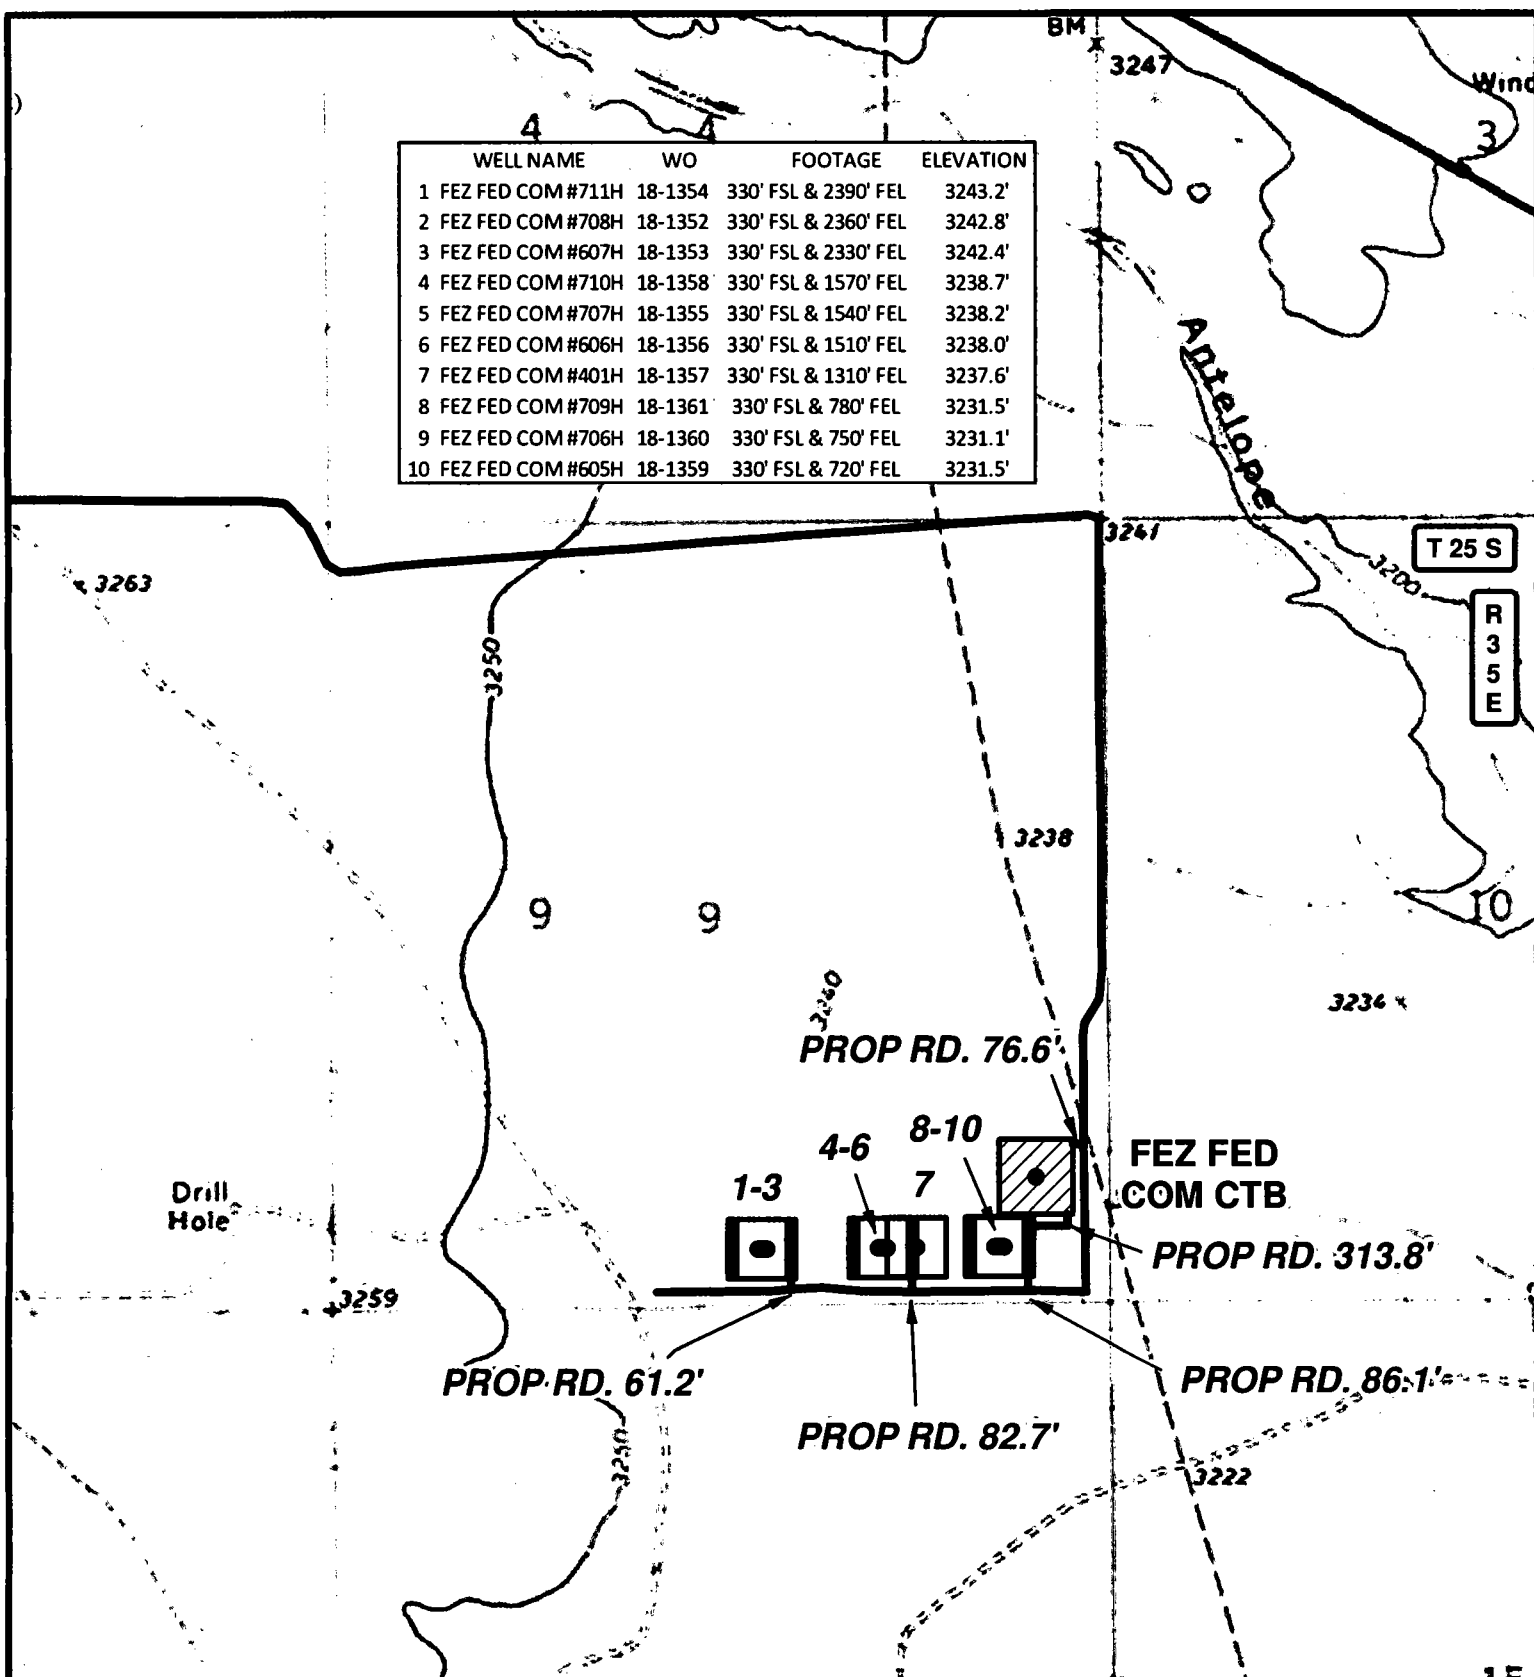 BM
3247
Wind
3
4
4
WELL NAME WO FOOTAGE ELEVATION
1 FEZ FED COM #711H 18-1354 330' FSL & 2390' FEL 3243.2'
2 FEZ FED COM #708H 18-1352 330' FSL & 2360' FEL 3242.8'
3 FEZ FED COM #607H 18-1353 330' FSL & 2330' FEL 3242.4'
4 FEZ FED COM #710H 18-1358 330' FSL & 1570' FEL 3238.7'
5 FEZ FED COM #707H 18-1355 330' FSL & 1540' FEL 3238.2'
6 FEZ FED COM #606H 18-1356 330' FSL & 1510' FEL 3238.0'
7 FEZ FED COM #401H 18-1357 330' FSL & 1310' FEL 3237.6'
8 FEZ FED COM #709H 18-1361 330' FSL & 780' FEL 3231.5'
9 FEZ FED COM #706H 18-1360 330' FSL & 750' FEL 3231.1'
10 FEZ FED COM #605H 18-1359 330' FSL & 720' FEL 3231.5'
Antelope
3241
T 25 S
3200
3263
R
3
5
E
3250
3238
9
9
10
3240
3234
PROP RD. 76.6'
8-10
4-6
7
1-3
FEZ FED
COM CTB
Drill
Hole
PROP RD. 313.8'
3259
PROP RD. 61.2'
PROP RD. 86.1'
PROP RD. 82.7'
3250
3222